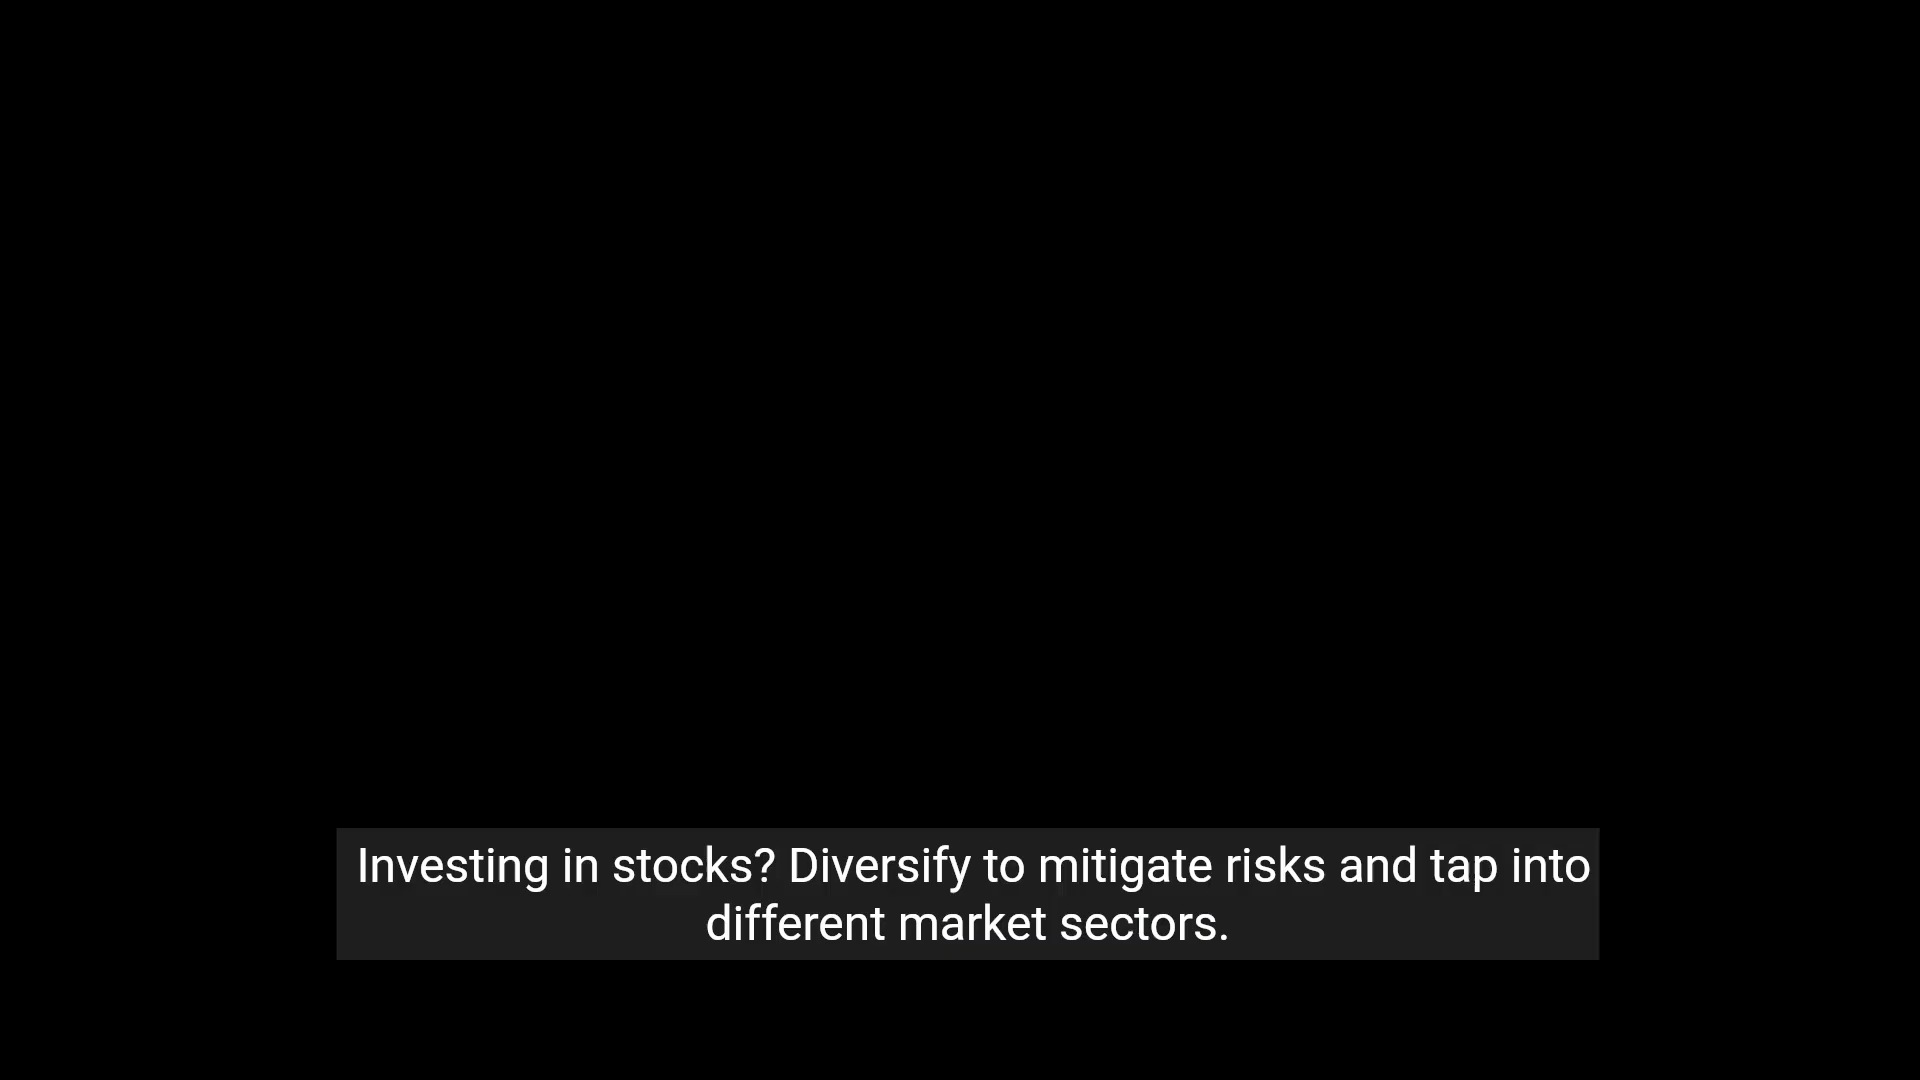 Investing in stocks? Diversify to mitigate risks and tap into
different market sectors.